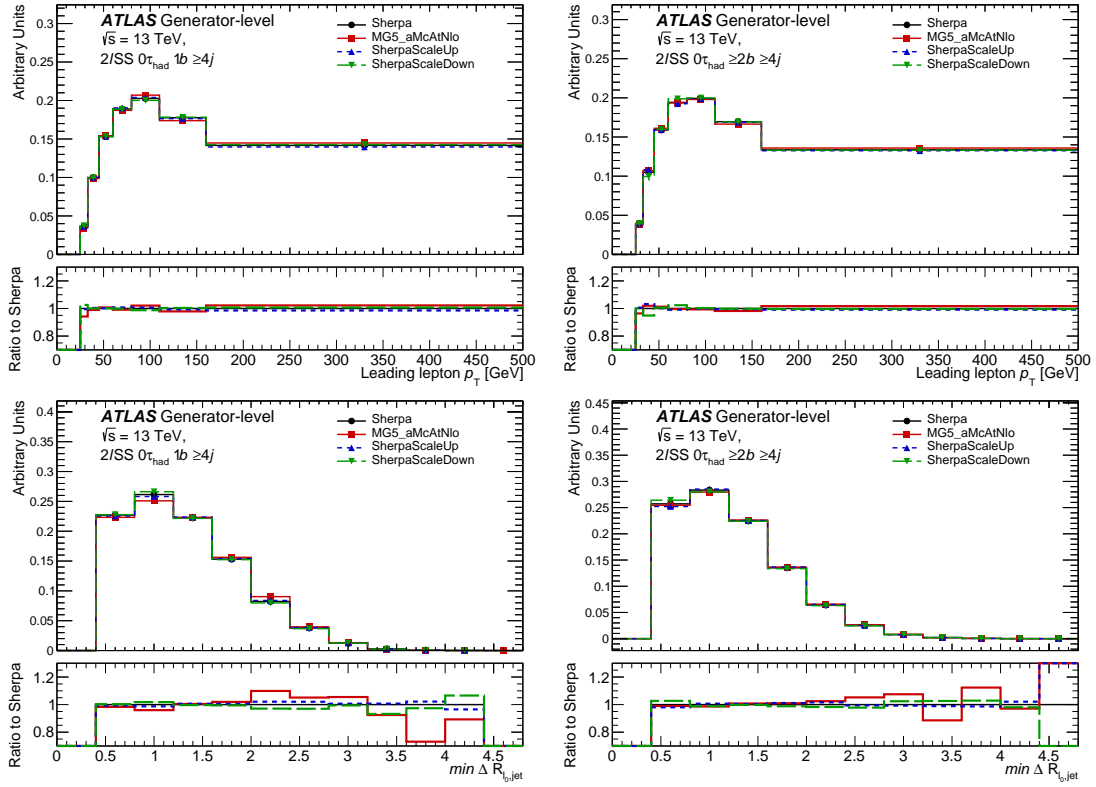 ATLAS Generator-level
√s = 13 TeV,
2lSS 0τhad 1b ≥4j
Sherpa
MG5_aMcAtNlo
SherpaScaleUp
SherpaScaleDown
Arbitrary Units
0.3
0.25
0.2
0.15
0.1
0.05
0
Ratio to Sherpa
1.2
1
0.8
0 50 100 150 200 250 300 350 400 450 500
Leading lepton pT [GeV]
ATLAS Generator-level
√s = 13 TeV,
2lSS 0τhad ≥2b ≥4j
Sherpa
MG5_aMcAtNlo
SherpaScaleUp
SherpaScaleDown
Arbitrary Units
0.3
0.25
0.2
0.15
0.1
0.05
0
Ratio to Sherpa
1.2
1
0.8
0 50 100 150 200 250 300 350 400 450 500
Leading lepton pT [GeV]
ATLAS Generator-level
√s = 13 TeV,
2lSS 0τhad 1b ≥4j
Sherpa
MG5_aMcAtNlo
SherpaScaleUp
SherpaScaleDown
Arbitrary Units
0.4
0.35
0.3
0.25
0.2
0.15
0.1
0.05
0
Ratio to Sherpa
1.2
1
0.8
0 0.5 1 1.5 2 2.5 3 3.5 4 4.5
min Δ Rl0,jet
ATLAS Generator-level
√s = 13 TeV,
2lSS 0τhad ≥2b ≥4j
Sherpa
MG5_aMcAtNlo
SherpaScaleUp
SherpaScaleDown
Arbitrary Units
0.45
0.4
0.35
0.3
0.25
0.2
0.15
0.1
0.05
0
Ratio to Sherpa
1.2
1
0.8
0 0.5 1 1.5 2 2.5 3 3.5 4 4.5
min Δ Rl0,jet